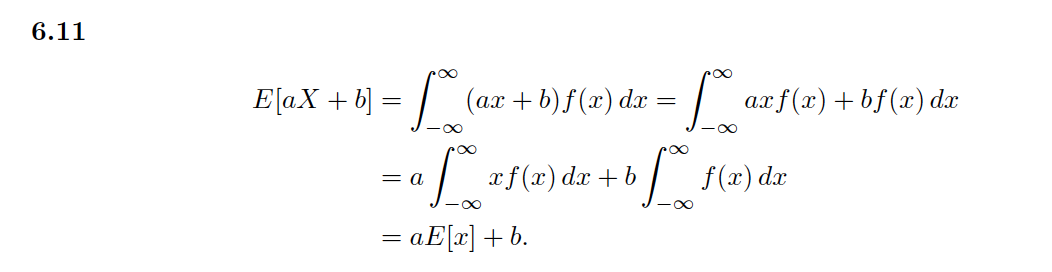 6.11
E[aX + b] = ∫_{-∞}^{∞} (ax + b)f(x) dx = ∫_{-∞}^{∞} axf(x) + bf(x) dx
= a ∫_{-∞}^{∞} xf(x) dx + b ∫_{-∞}^{∞} f(x) dx
= aE[x] + b.